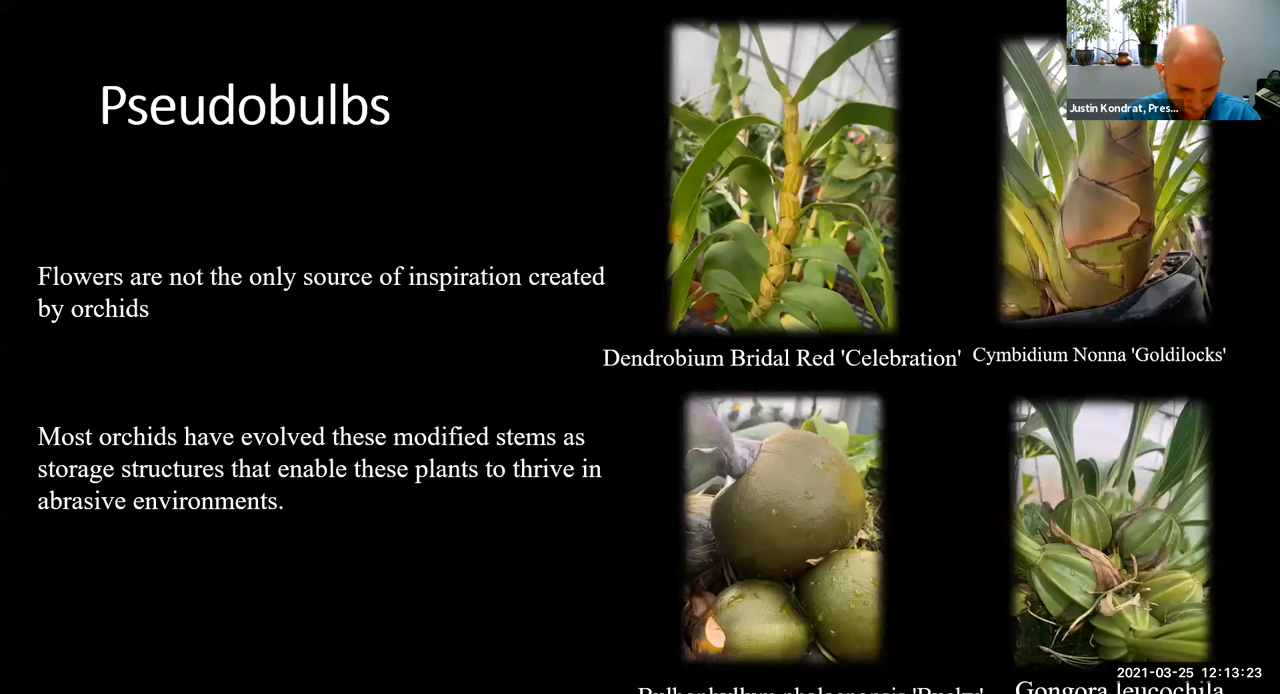 Pseudobulbs
Justin Kondrat, Pres...
Flowers are not the only source of inspiration created
by orchids
Dendrobium Bridal Red 'Celebration'
Cymbidium Nonna 'Goldilocks'
Most orchids have evolved these modified stems as
storage structures that enable these plants to thrive in
abrasive environments.
2021-03-25 12:13:23
Gongora leucochila